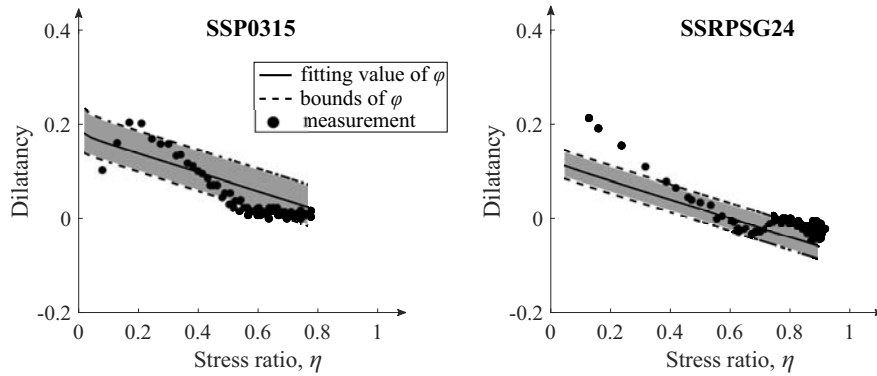 SSP0315
0.4
0.2
0
-0.2
Dilatancy
0 0.2 0.4 0.6 0.8 1
Stress ratio, η
fitting value of φ
bounds of φ
measurement
SSRPSG24
0.4
0.2
0
-0.2
Dilatancy
0 0.2 0.4 0.6 0.8 1
Stress ratio, η